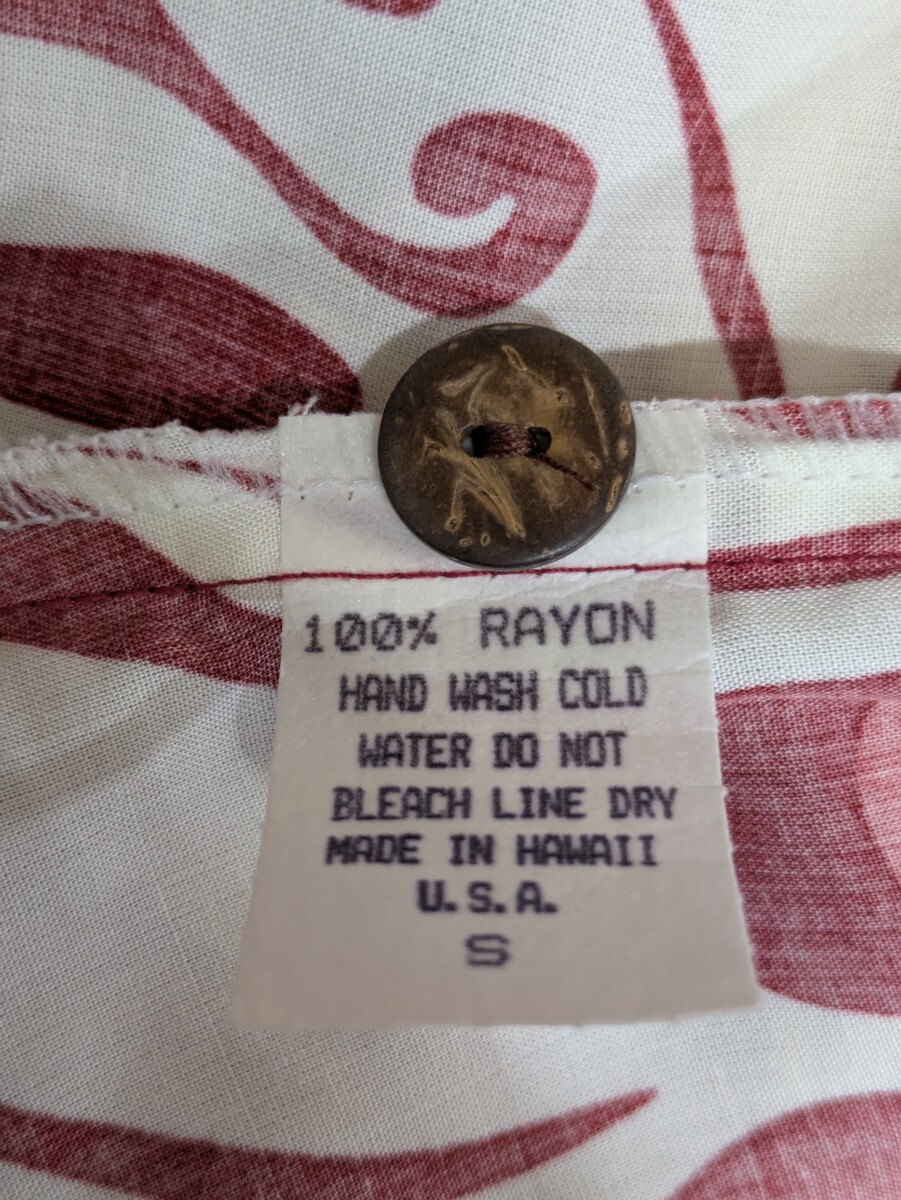 100% RAYON
HAND WASH COLD
WATER DO NOT
BLEACH LINE DRY
MADE IN HAWAII
U.S.A.
S